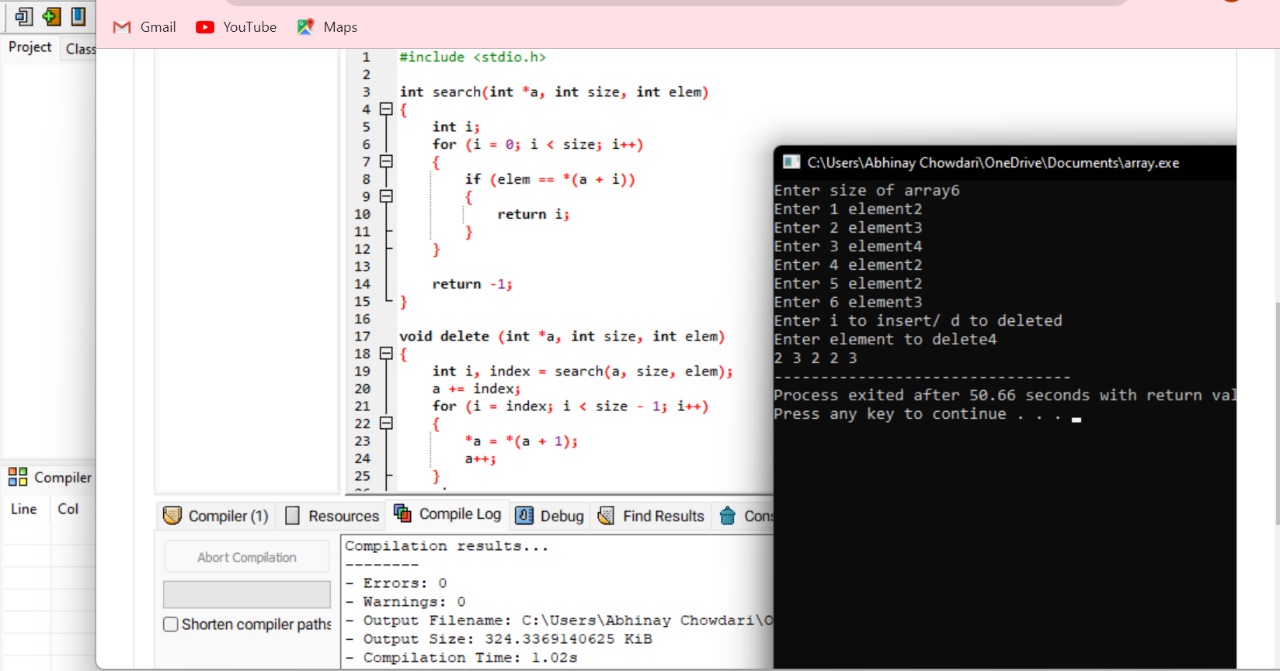 Gmail YouTube Maps
Project Class
1 #include <stdio.h>
2
3 int search(int *a, int size, int elem)
4 {
5 int i;
6 for (i = 0; i < size; i++)
7 {
8 if (elem == *(a + i))
9 {
10 return i;
11 }
12 }
13
14 return -1;
15 }
16
17 void delete (int *a, int size, int elem)
18 {
19 int i, index = search(a, size, elem);
20 a += index;
21 for (i = index; i < size - 1; i++)
22 {
23 *a = *(a + 1);
24 a++;
25 }
C:\Users\Abhinay Chowdari\OneDrive\Documents\array.exe
Enter size of array6
Enter 1 element2
Enter 2 element3
Enter 3 element4
Enter 4 element2
Enter 5 element2
Enter 6 element3
Enter i to insert/ d to deleted
Enter element to delete4
2 3 2 2 3
--------------------------------
Process exited after 50.66 seconds with return val
Press any key to continue . . .
Compiler
Line Col
Compiler (1) Resources Compile Log Debug Find Results Cons
Abort Compilation
Shorten compiler paths
Compilation results...
--------
- Errors: 0
- Warnings: 0
- Output Filename: C:\Users\Abhinay Chowdari\O
- Output Size: 324.3369140625 KiB
- Compilation Time: 1.02s